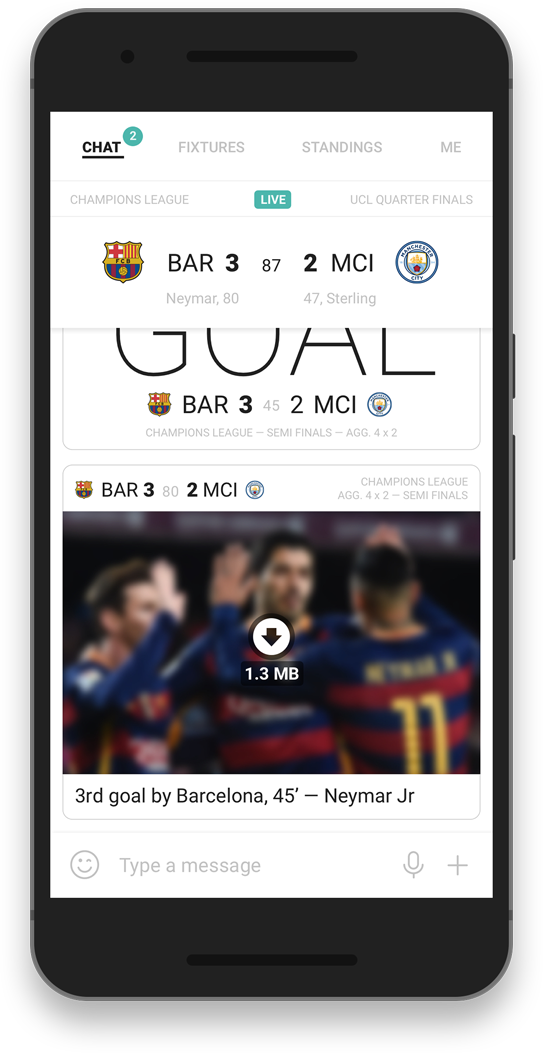 CHAT 2 FIXTURES STANDINGS ME
CHAMPIONS LEAGUE LIVE UCL QUARTER FINALS
BAR 3 87 2 MCI
Neymar, 80 47, Sterling
GOAL
BAR 3 45 2 MCI
CHAMPIONS LEAGUE — SEMI FINALS — AGG. 4 x 2
BAR 3 80 2 MCI
CHAMPIONS LEAGUE
AGG. 4 x 2 — SEMI FINALS
NEYMAR JR
11
1.3 MB
3rd goal by Barcelona, 45’ — Neymar Jr
Type a message